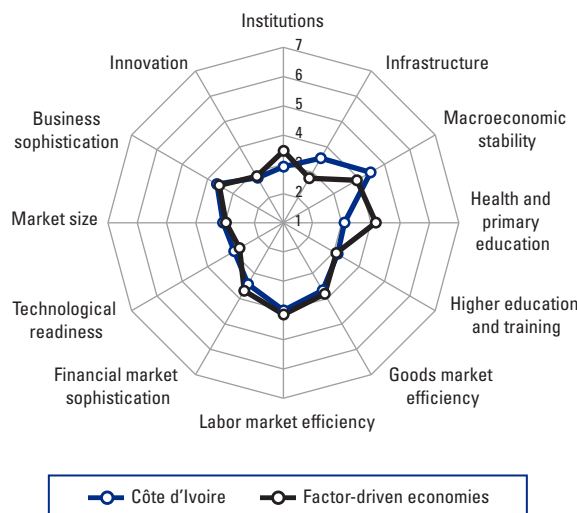 Institutions
Infrastructure
Macroeconomic
stability
Health and
primary
education
Higher education
and training
Goods market
efficiency
Labor market efficiency
Financial market
sophistication
Technological
readiness
Market size
Business
sophistication
Innovation
7
6
5
4
3
2
1
Côte d'Ivoire
Factor-driven economies